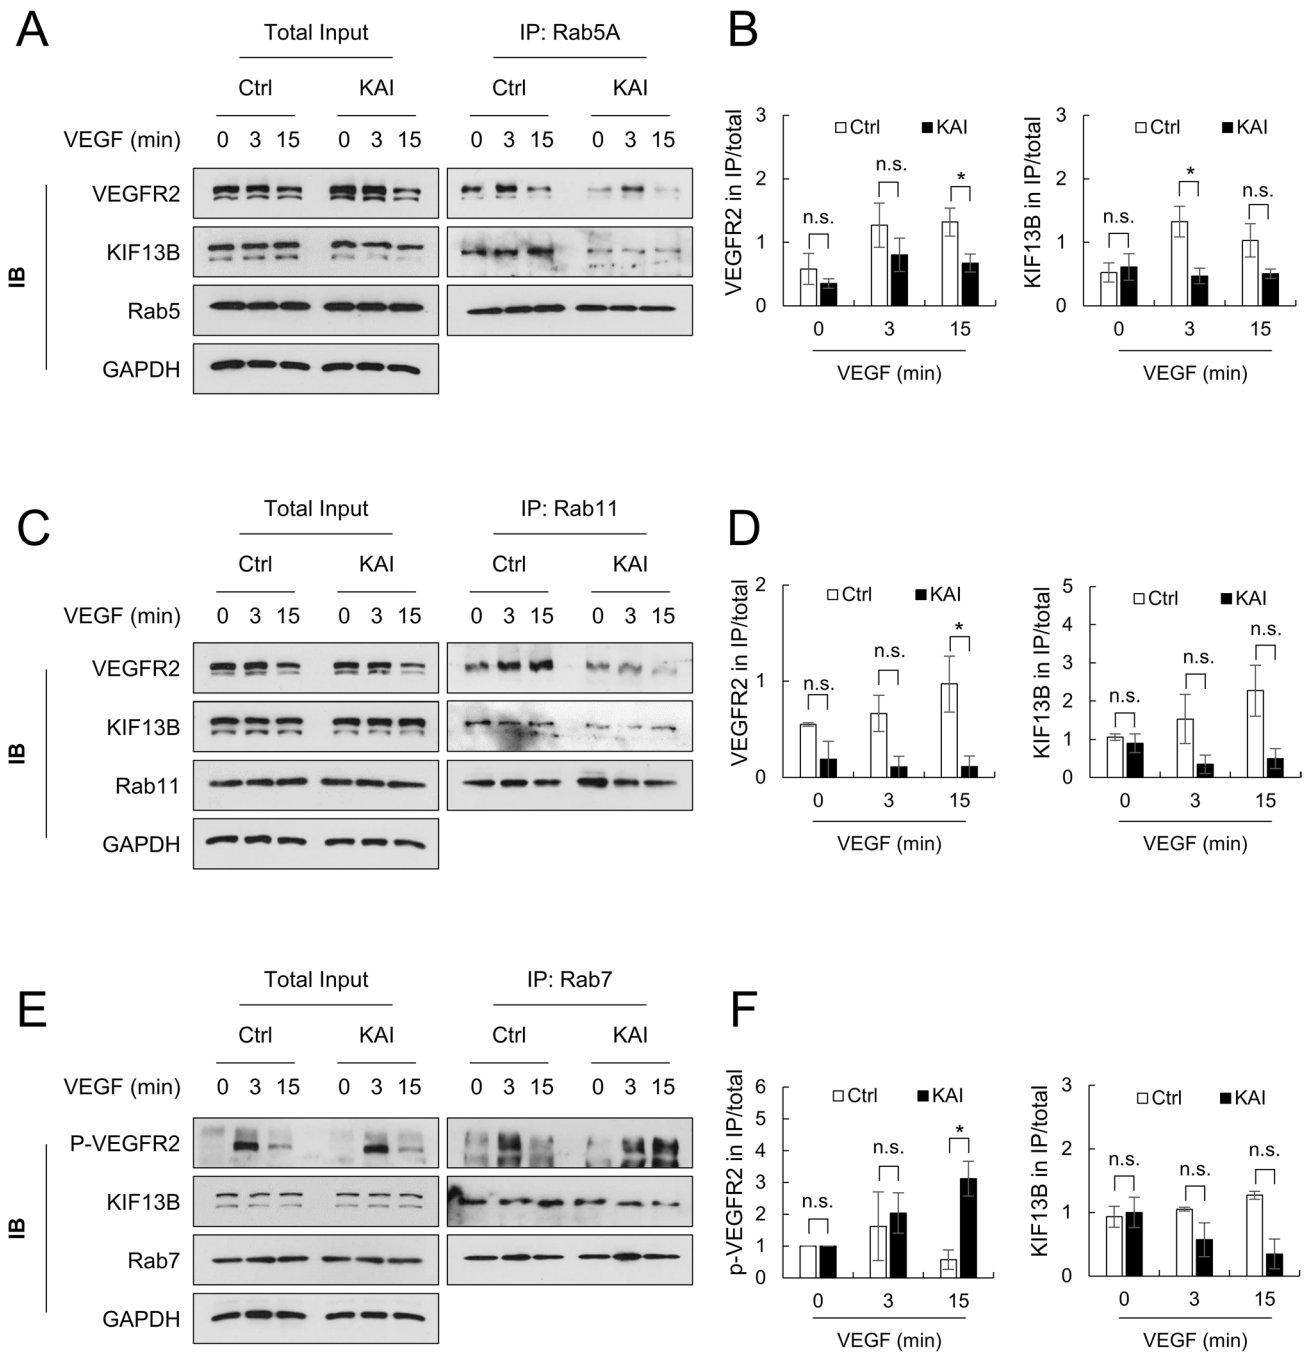 A
Total Input IP: Rab5A
Ctrl KAI Ctrl KAI
VEGF (min) 0 3 15 0 3 15 0 3 15 0 3 15
IB
VEGFR2
KIF13B
Rab5
GAPDH
B
VEGFR2 in IP/total
3
2
1
0
Ctrl KAI
n.s. n.s. *
0 3 15
VEGF (min)
KIF13B in IP/total
3
2
1
0
Ctrl KAI
n.s. * n.s.
0 3 15
VEGF (min)
C
Total Input IP: Rab11
Ctrl KAI Ctrl KAI
VEGF (min) 0 3 15 0 3 15 0 3 15 0 3 15
IB
VEGFR2
KIF13B
Rab11
GAPDH
D
VEGFR2 in IP/total
2
1
0
Ctrl KAI
n.s. n.s. *
0 3 15
VEGF (min)
KIF13B in IP/total
5
4
3
2
1
0
Ctrl KAI
n.s. n.s. n.s.
0 3 15
VEGF (min)
E
Total Input IP: Rab7
Ctrl KAI Ctrl KAI
VEGF (min) 0 3 15 0 3 15 0 3 15 0 3 15
IB
P-VEGFR2
KIF13B
Rab7
GAPDH
F
p-VEGFR2 in IP/total
6
5
4
3
2
1
0
Ctrl KAI
n.s. n.s. *
0 3 15
VEGF (min)
KIF13B in IP/total
3
2
1
0
Ctrl KAI
n.s. n.s. n.s.
0 3 15
VEGF (min)